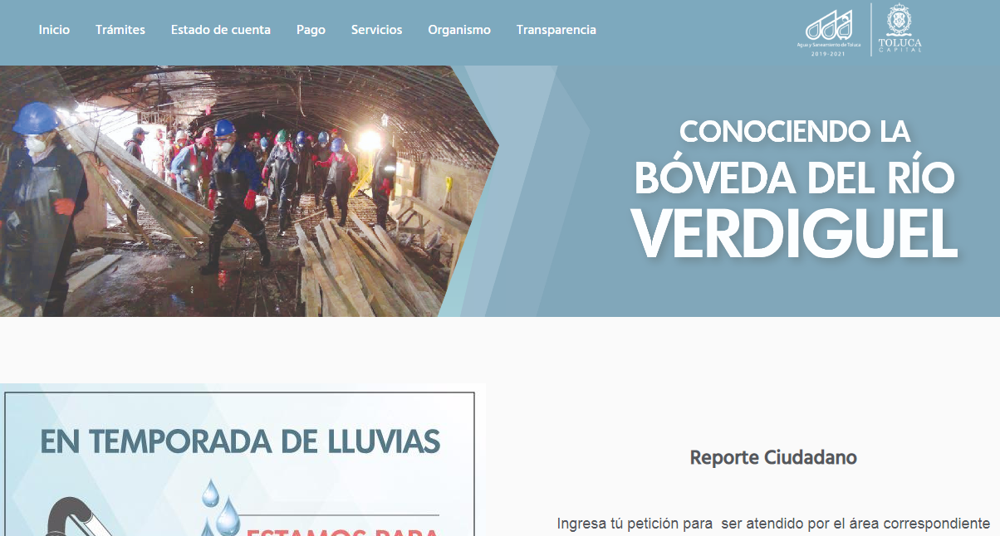 Inicio
Trámites
Estado de cuenta
Pago
Servicios
Organismo
Transparencia
Agua y Saneamiento de Toluca
2019-2021
TOLUCA
CAPITAL
CONOCIENDO LA
BÓVEDA DEL RÍO
VERDIGUEL
EN TEMPORADA DE LLUVIAS
ESTAMOS PARA
Reporte Ciudadano
Ingresa tú petición para  ser atendido por el área correspondiente